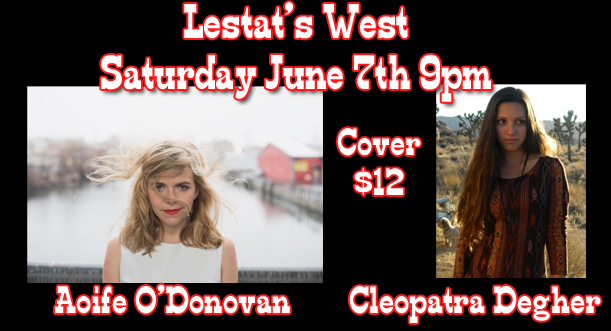 Lestat's West
Saturday June 7th 9pm
Cover
$12
Aoife O'Donovan
Cleopatra Degher